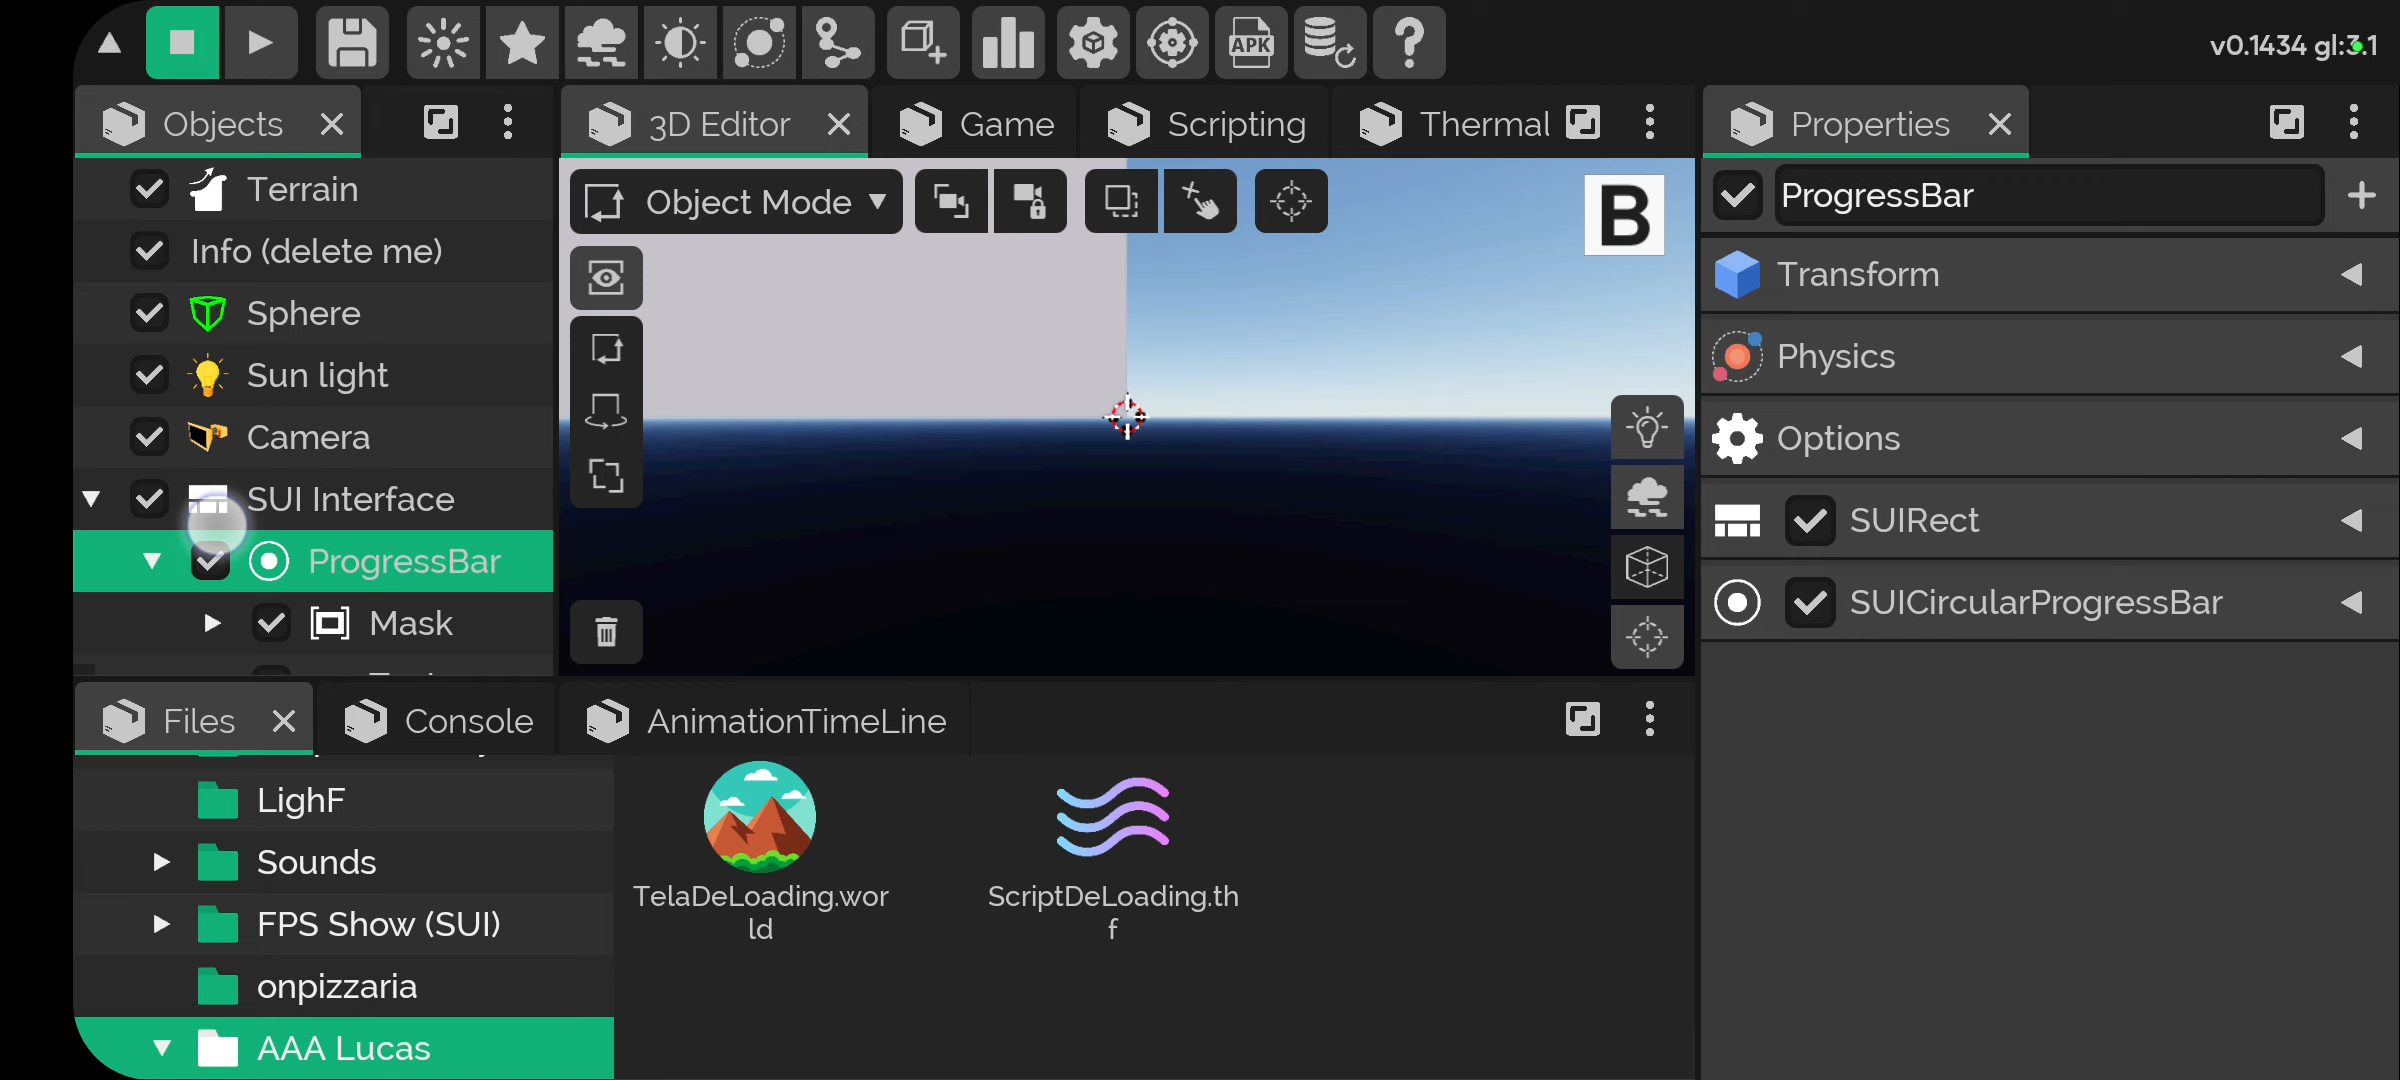 APK
v0.1434 gl:3.1
Objects
3D Editor
Game
Scripting
Thermal
Properties
Terrain
Info (delete me)
Sphere
Sun light
Camera
SUI Interface
ProgressBar
Mask
Object Mode
B
ProgressBar
Transform
Physics
Options
SUIRect
SUICircularProgressBar
Files
Console
AnimationTimeLine
LighF
Sounds
FPS Show (SUI)
onpizzaria
AAA Lucas
TelaDeLoading.wor
ld
ScriptDeLoading.th
f